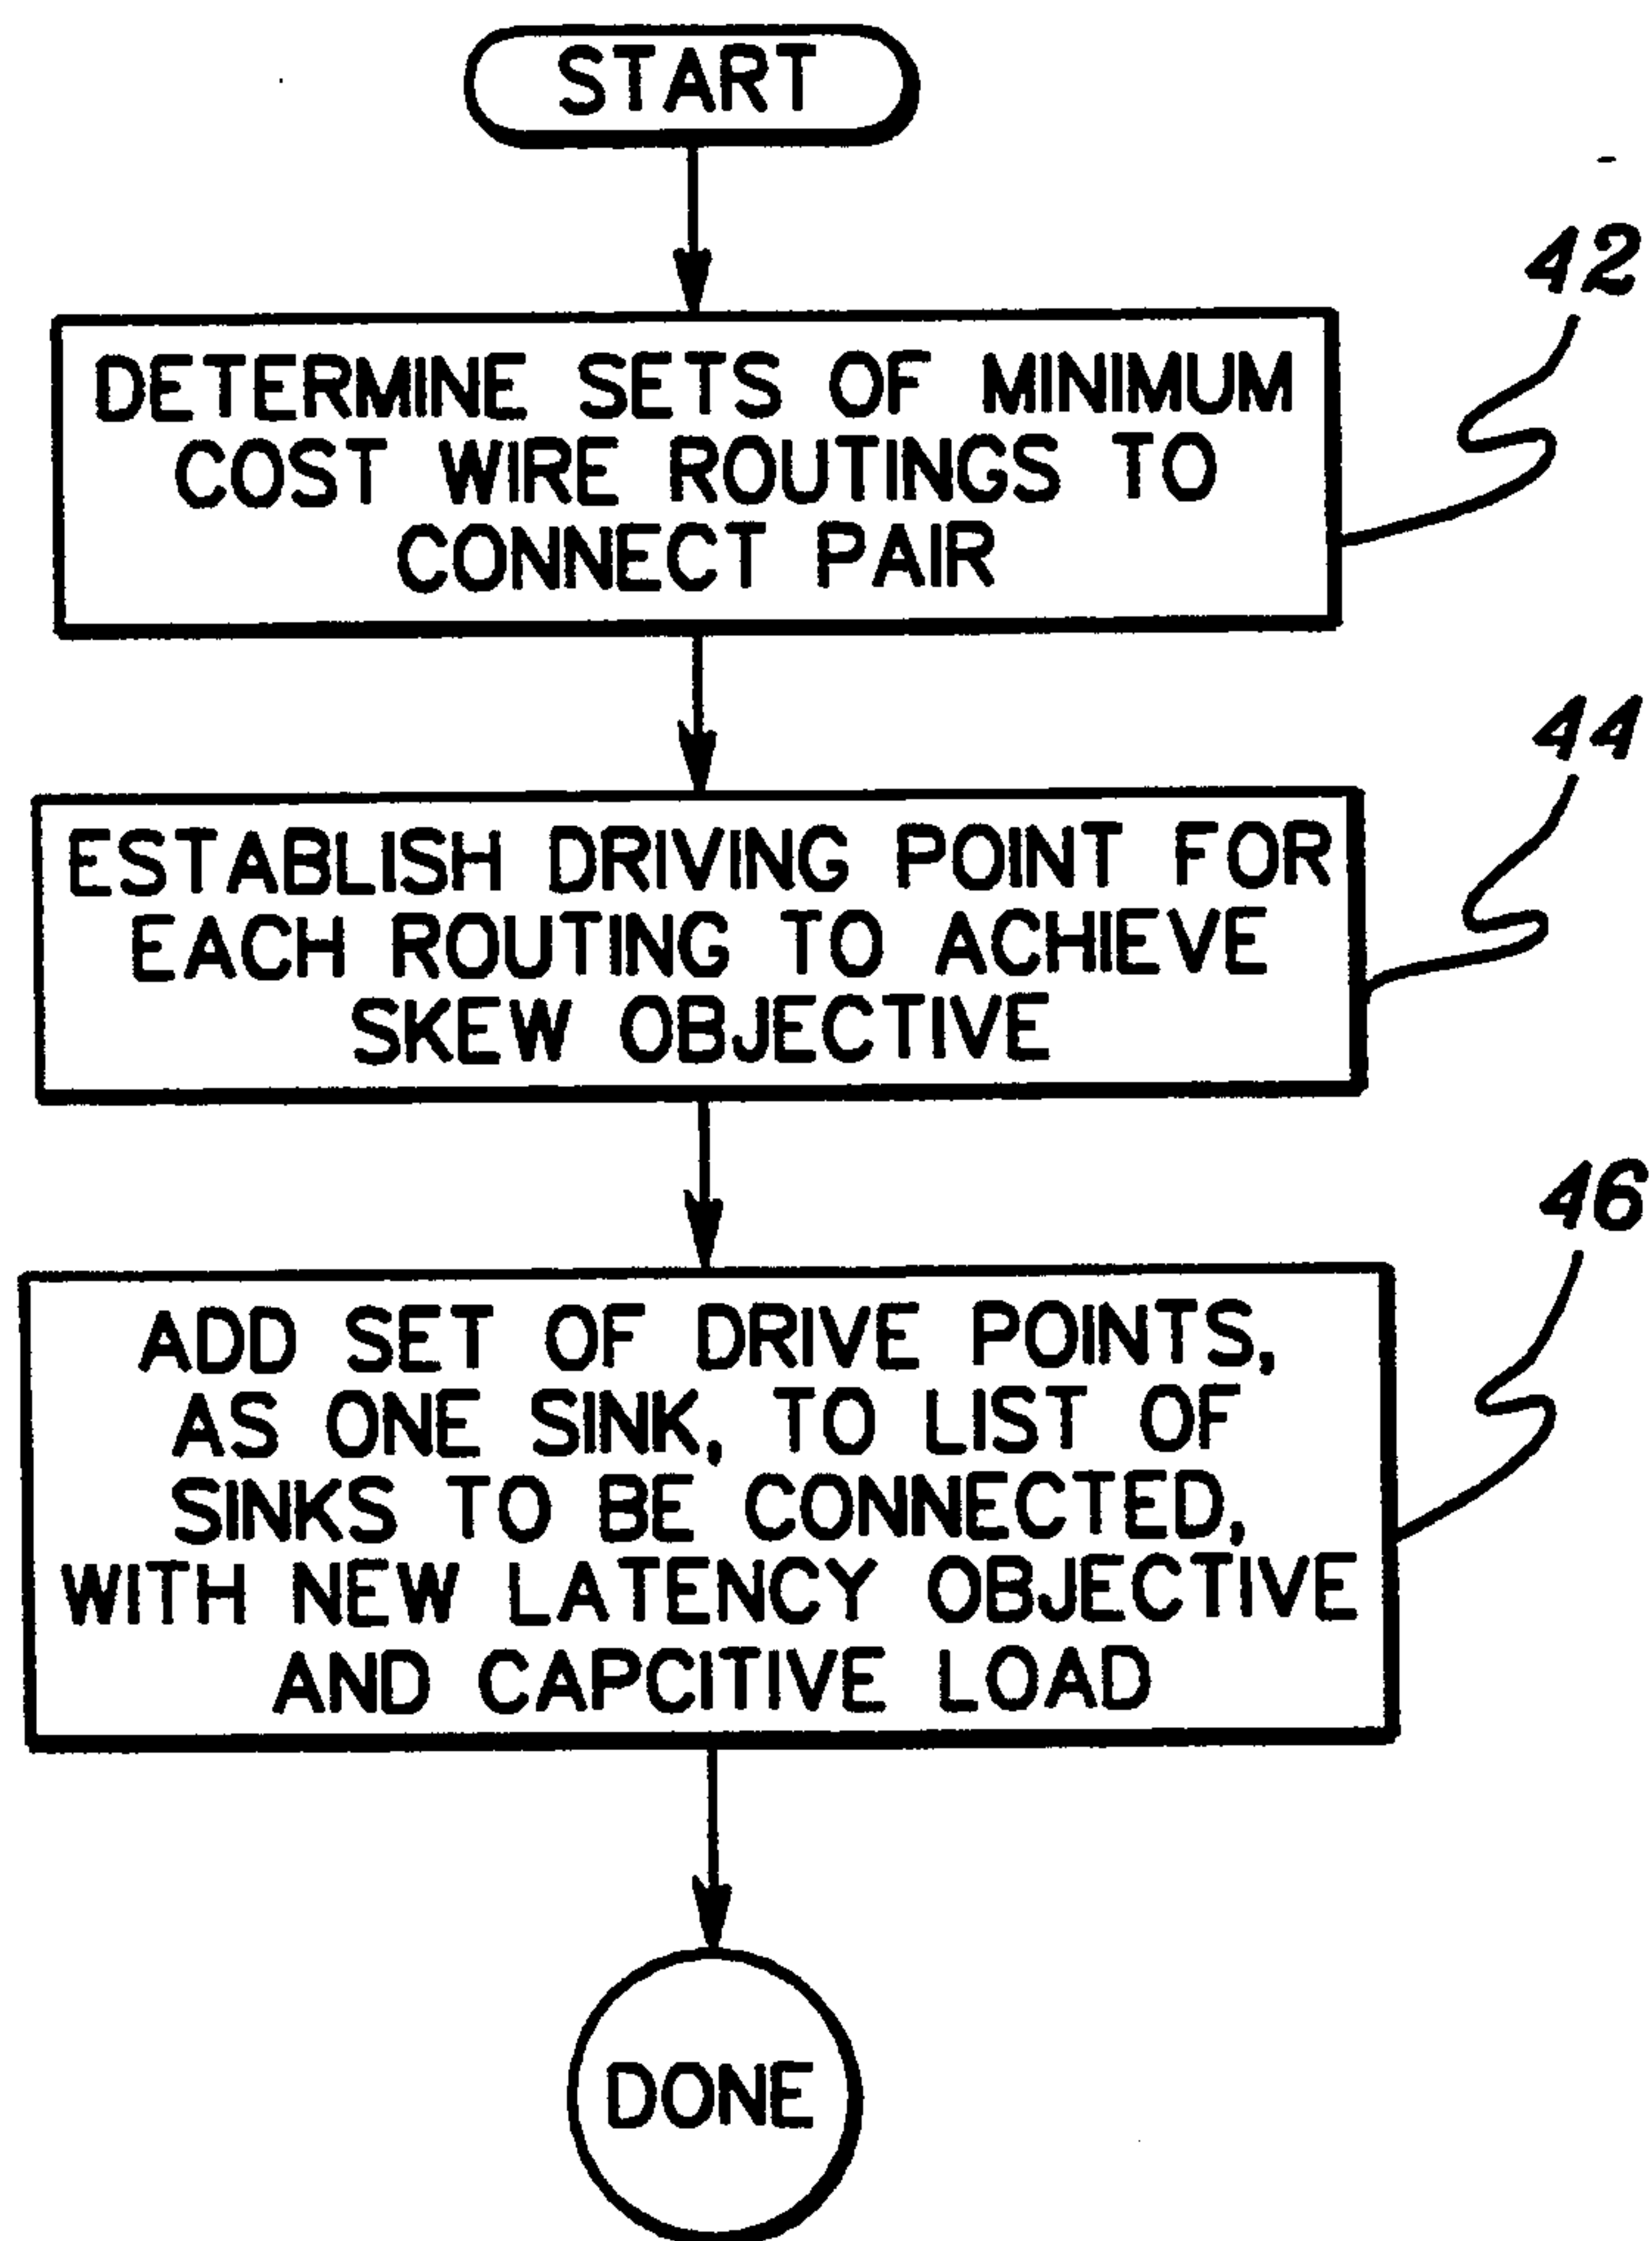 START
42
DETERMINE SETS OF MINIMUM
COST WIRE ROUTINGS TO
CONNECT PAIR
44
ESTABLISH DRIVING POINT FOR
EACH ROUTING TO ACHIEVE
SKEW OBJECTIVE
46
ADD SET OF DRIVE POINTS,
AS ONE SINK, TO LIST OF
SINKS TO BE CONNECTED,
WITH NEW LATENCY OBJECTIVE
AND CAPCITIVE LOAD
DONE